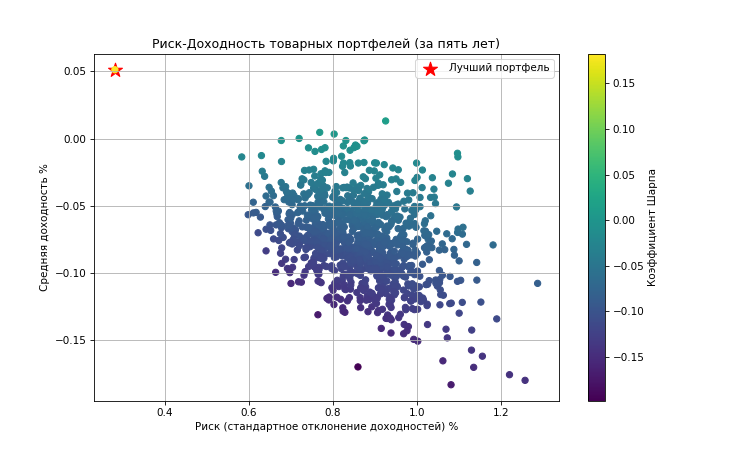 Риск-Доходность товарных портфелей (за пять лет)
Лучший портфель
Средняя доходность %
0.05
0.00
−0.05
−0.10
−0.15
0.4 0.6 0.8 1.0 1.2
Риск (стандартное отклонение доходностей) %
0.15
0.10
0.05
0.00
−0.05
−0.10
−0.15
Коэффициент Шарпа